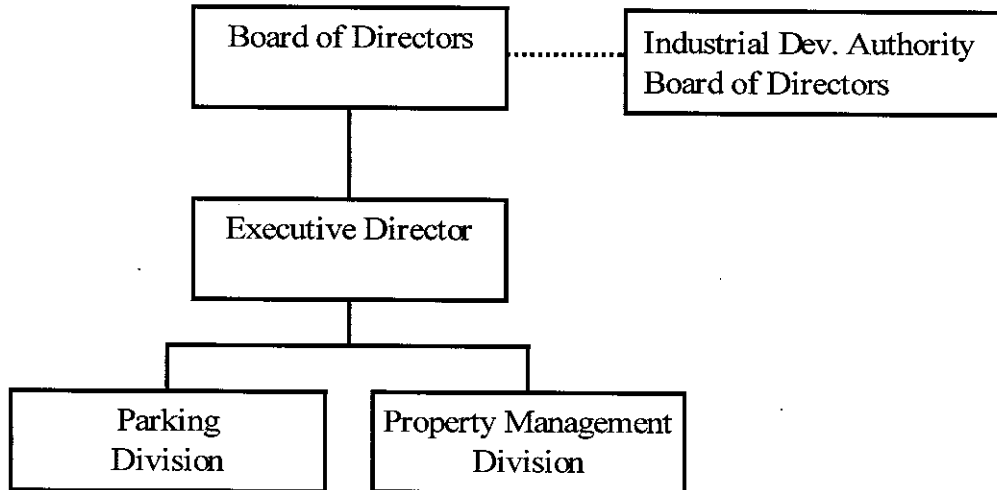 Board of Directors
Industrial Dev. Authority
Board of Directors
Executive Director
Parking
Division
Property Management
Division